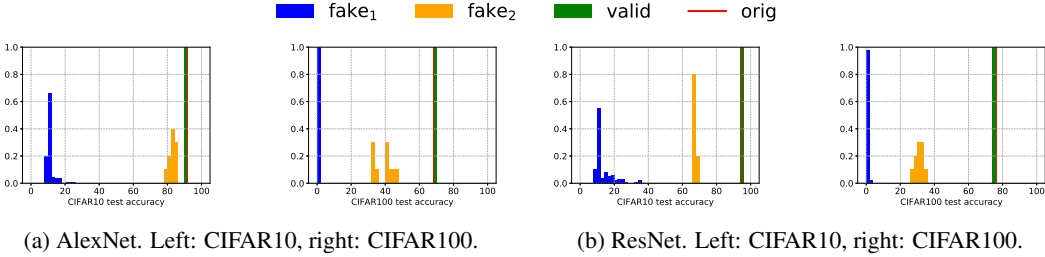 fake1 fake2 valid orig
1.0 1.0 1.0 1.0
0.8 0.8 0.8 0.8
0.6 0.6 0.6 0.6
0.4 0.4 0.4 0.4
0.2 0.2 0.2 0.2
0.0 0.0 0.0 0.0
0 20 40 60 80 100 0 20 40 60 80 100 0 20 40 60 80 100 0 20 40 60 80 100
CIFAR10 test accuracy CIFAR100 test accuracy CIFAR10 test accuracy CIFAR100 test accuracy
(a) AlexNet. Left: CIFAR10, right: CIFAR100. (b) ResNet. Left: CIFAR10, right: CIFAR100.